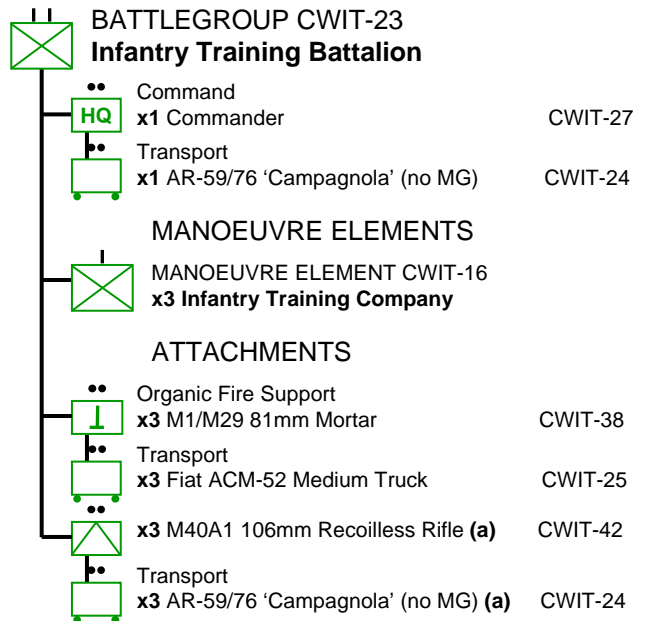 BATTLEGROUP CWIT-23
Infantry Training Battalion
Command
HQ x1 Commander CWIT-27
Transport
x1 AR-59/76 ‘Campagnola’ (no MG) CWIT-24
MANOEUVRE ELEMENTS
MANOEUVRE ELEMENT CWIT-16
x3 Infantry Training Company
ATTACHMENTS
Organic Fire Support
x3 M1/M29 81mm Mortar CWIT-38
Transport
x3 Fiat ACM-52 Medium Truck CWIT-25
x3 M40A1 106mm Recoilless Rifle (a) CWIT-42
Transport
x3 AR-59/76 ‘Campagnola’ (no MG) (a) CWIT-24